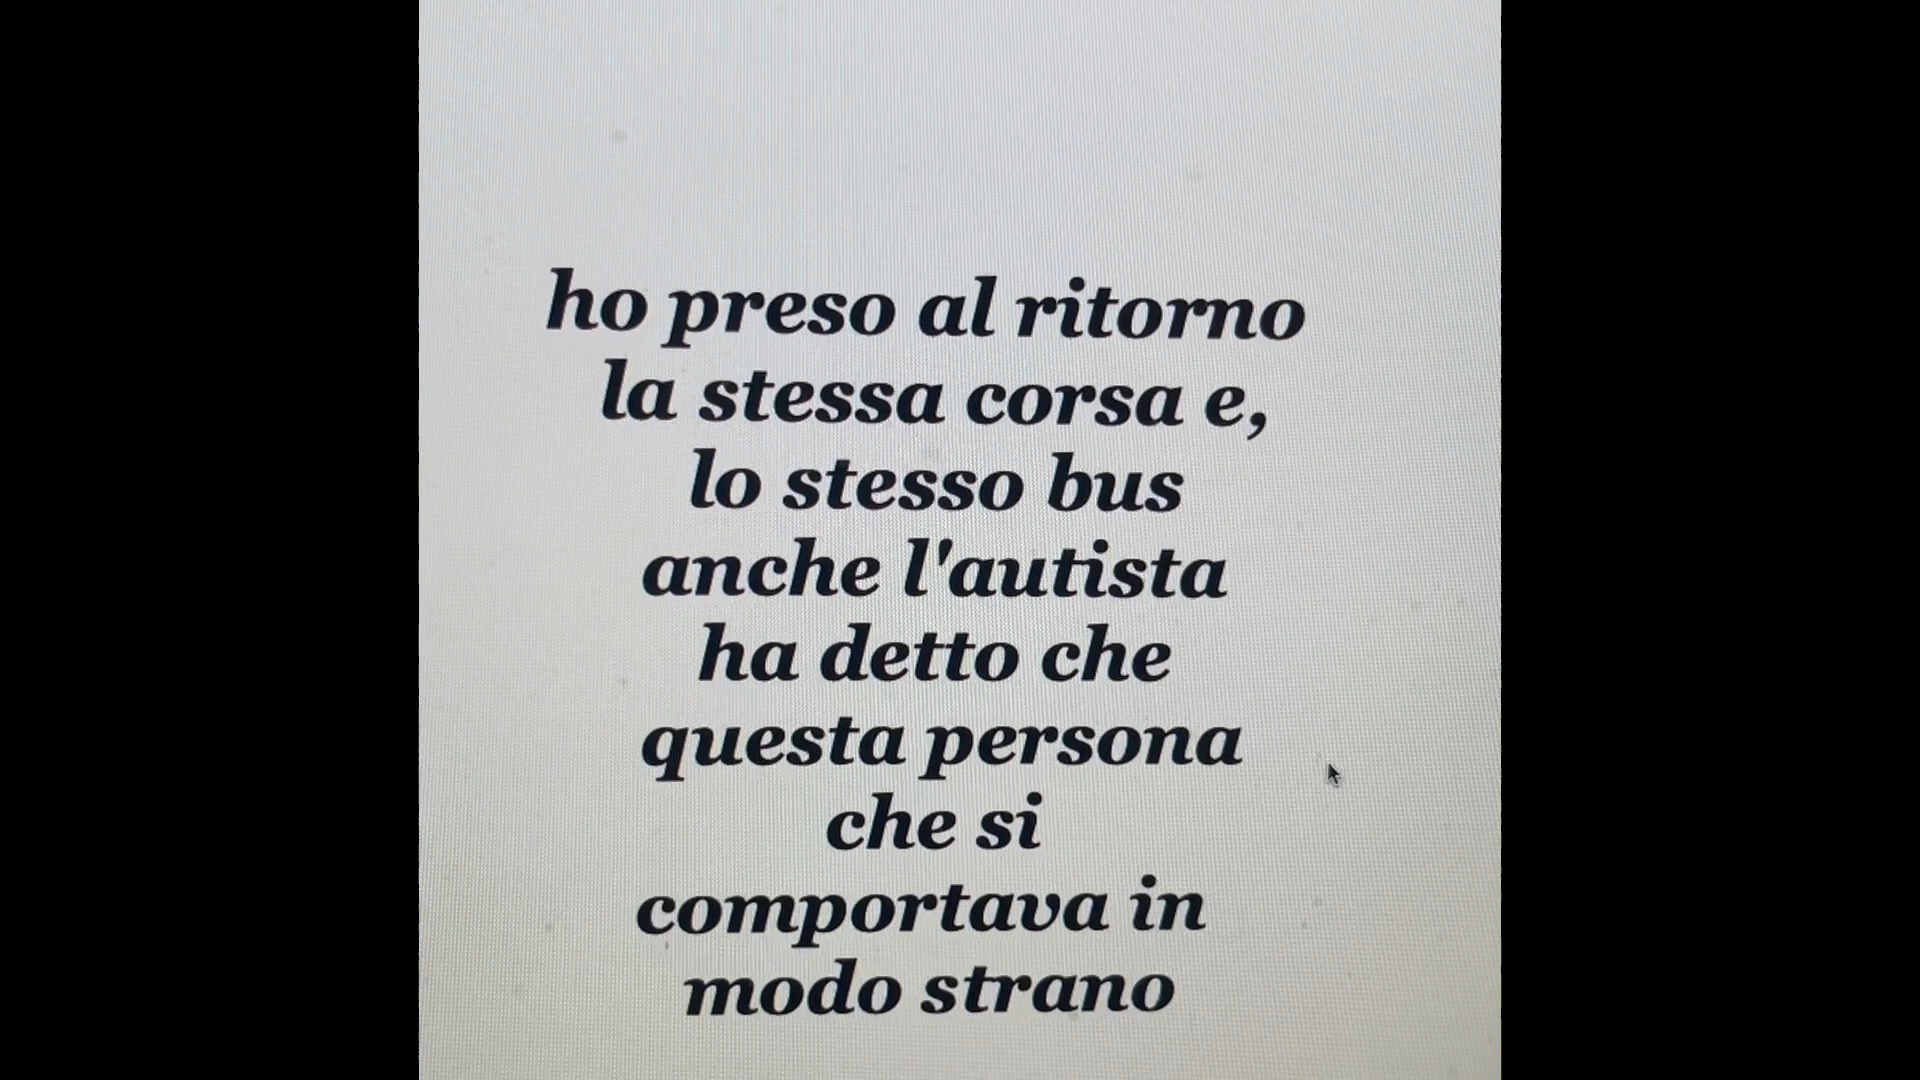 ho preso al ritorno
la stessa corsa e,
lo stesso bus
anche l'autista
ha detto che
questa persona
che si
comportava in
modo strano